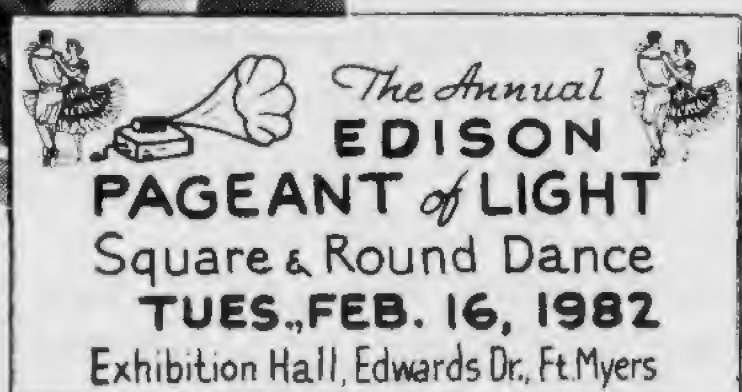 The Annual
EDISON
PAGEANT of LIGHT
Square & Round Dance
TUES., FEB. 16, 1982
Exhibition Hall, Edwards Dr., Ft. Myers